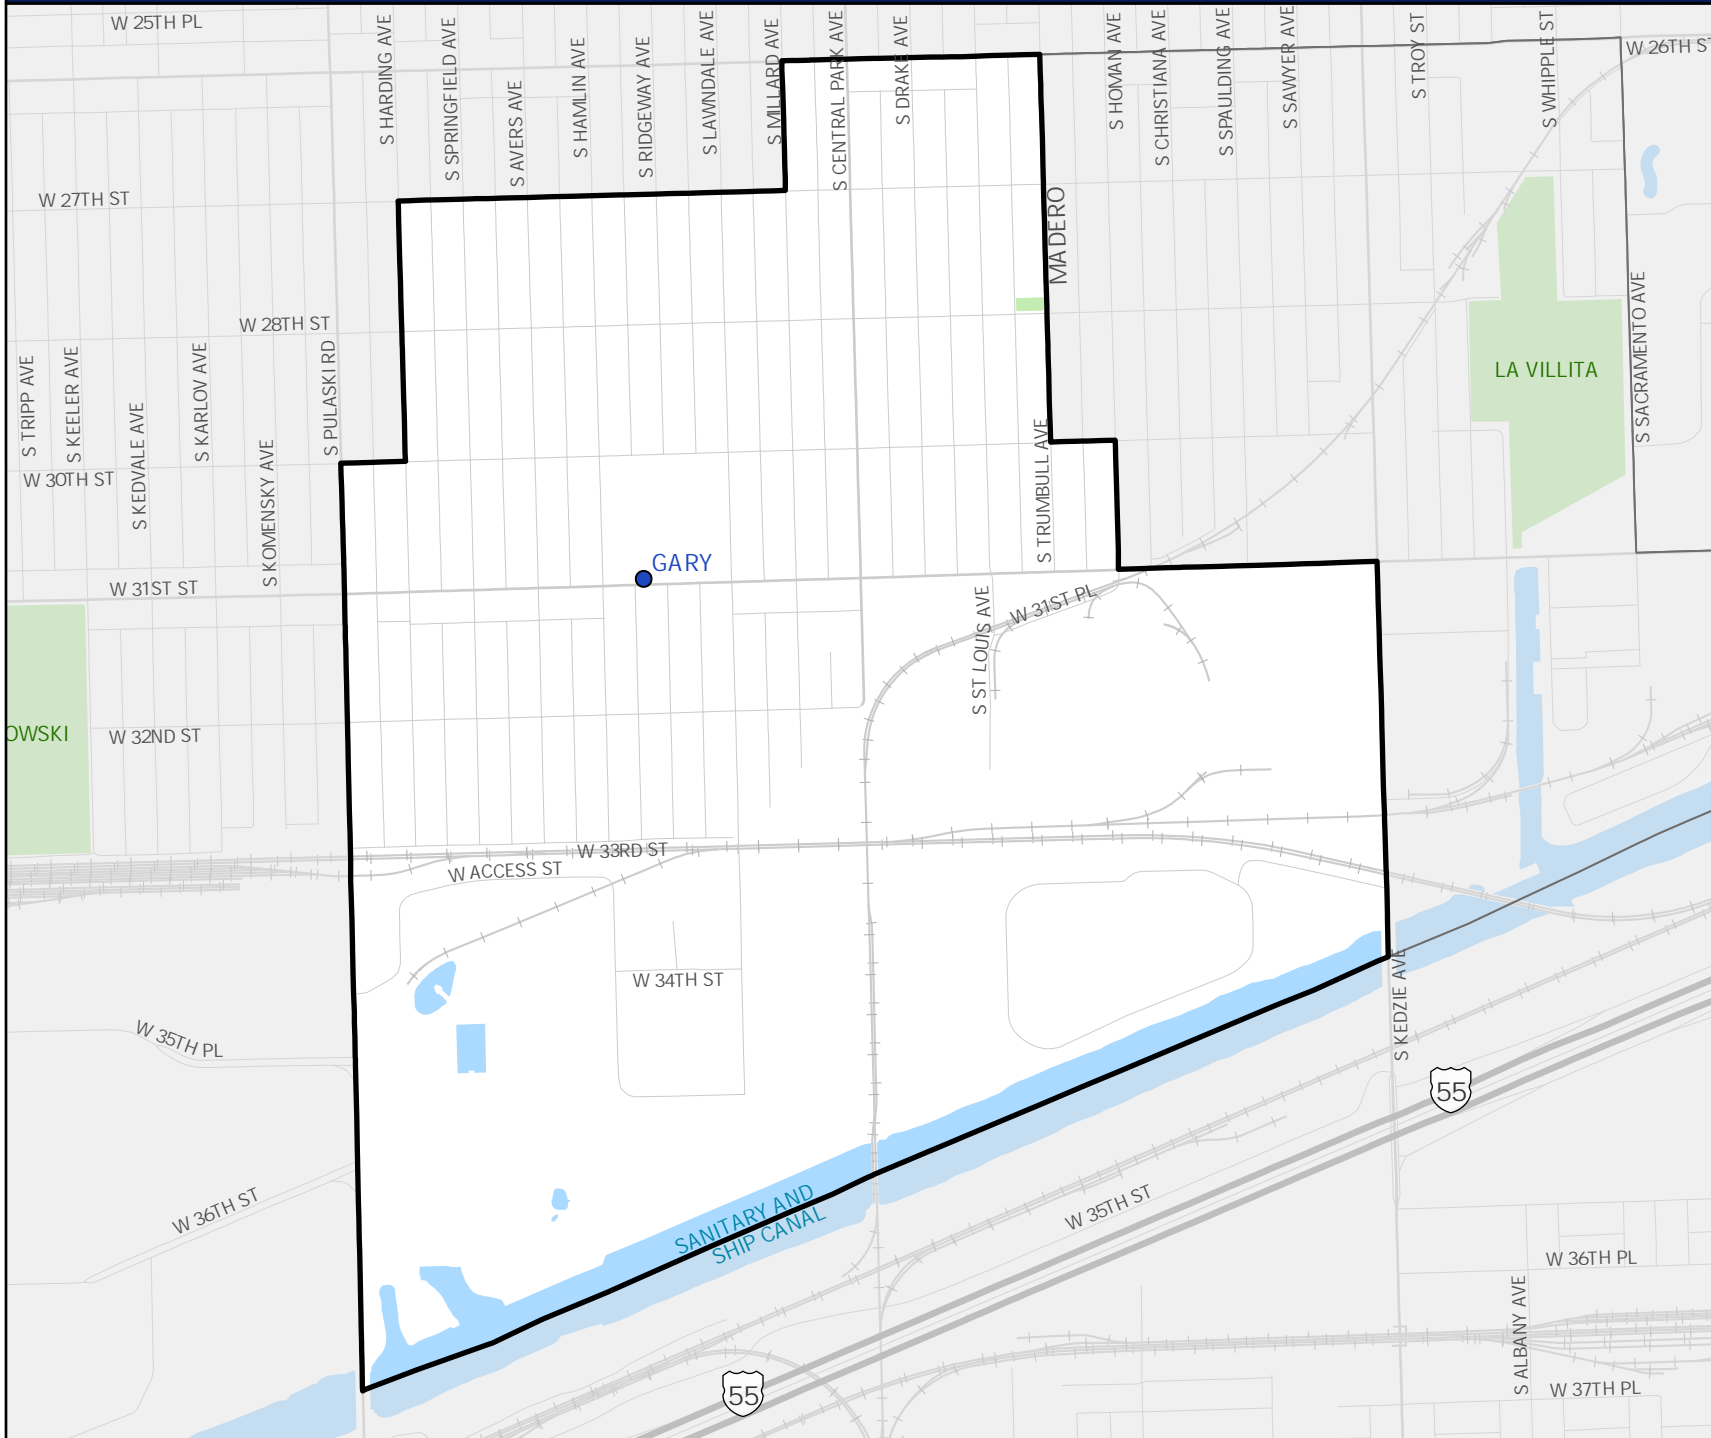 W 25TH PL
S HARDING AVE
S SPRINGFIELD AVE
S AVERS AVE
S HAMLIN AVE
S RIDGEWAY AVE
S LAWNDALE AVE
S MILLARD AVE
S CENTRAL PARK AVE
S DRAKE AVE
S HOMAN AVE
S CHRISTIANA AVE
S SPAULDING AVE
S SAWYER AVE
S TROY ST
S WHIPPLE ST
W 26TH ST
W 27TH ST
MADERO
W 28TH ST
S TRIPP AVE
S KEELER AVE
S KEDVALE AVE
S KARLOV AVE
S KOMENSKY AVE
S PULASKI RD
LA VILLITA
S SACRAMENTO AVE
W 30TH ST
S TRUMBULL AVE
GARY
W 31ST ST
S ST LOUIS AVE
W 31ST PL
OWSKI
W 32ND ST
W 33RD ST
W ACCESS ST
W 34TH ST
S KEDZIE AVE
W 35TH PL
55
W 36TH ST
SANITARY AND
SHIP CANAL
W 35TH ST
W 36TH PL
S ALBANY AVE
55
W 37TH PL